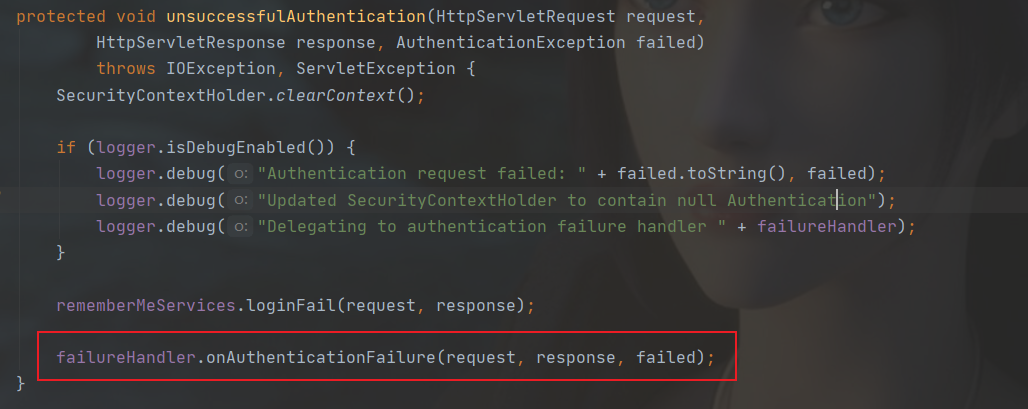 protected void unsuccessfulAuthentication(HttpServletRequest request,
HttpServletResponse response, AuthenticationException failed)
throws IOException, ServletException {
SecurityContextHolder.clearContext();
if (logger.isDebugEnabled()) {
logger.debug( o: "Authentication request failed: " + failed.toString(), failed);
logger.debug( o: "Updated SecurityContextHolder to contain null Authentication");
logger.debug( o: "Delegating to authentication failure handler " + failureHandler);
}
rememberMeServices.loginFail(request, response);
failureHandler.onAuthenticationFailure(request, response, failed);
}